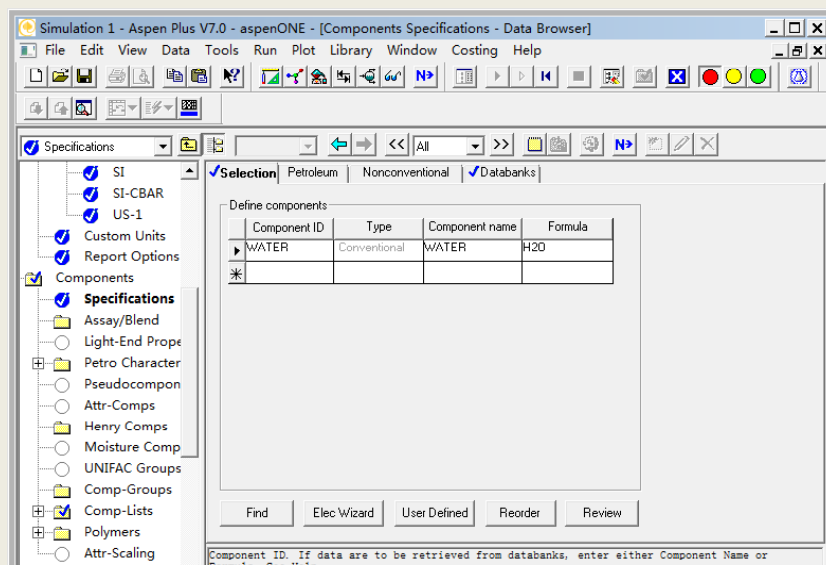 Simulation 1 - Aspen Plus V7.0 - aspenONE - [Components Specifications - Data Browser]
File Edit View Data Tools Run Plot Library Window Costing Help
N>
Specifications
<< All >> N>
SI
SI-CBAR
US-1
Custom Units
Report Options
Components
Specifications
Assay/Blend
Light-End Prope
Petro Character
Pseudocompon
Attr-Comps
Henry Comps
Moisture Comp
UNIFAC Groups
Comp-Groups
Comp-Lists
Polymers
Attr-Scaling
Selection Petroleum Nonconventional Databanks
Define components
Component ID Type Component name Formula
WATER Conventional WATER H2O
Find Elec Wizard User Defined Reorder Review
Component ID. If data are to be retrieved from databanks, enter either Component Name or